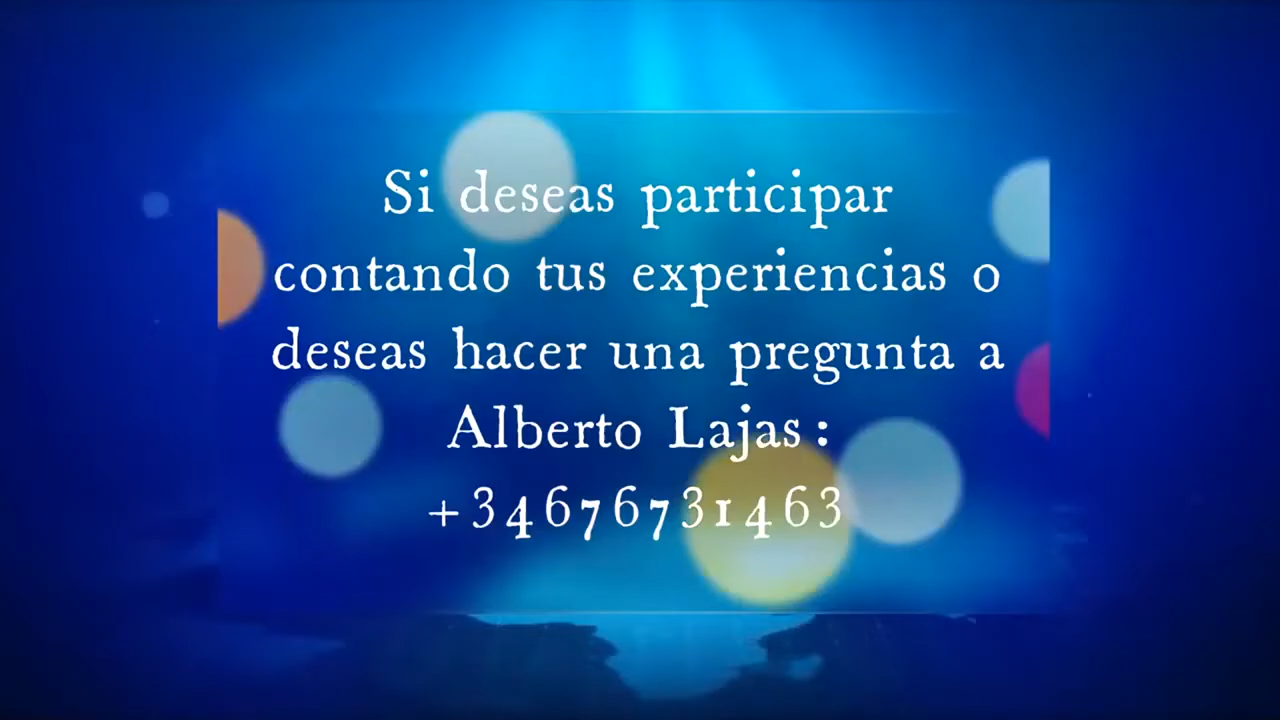 Si deseas participar
contando tus experiencias o
deseas hacer una pregunta a
Alberto Lajas:
+34676731463